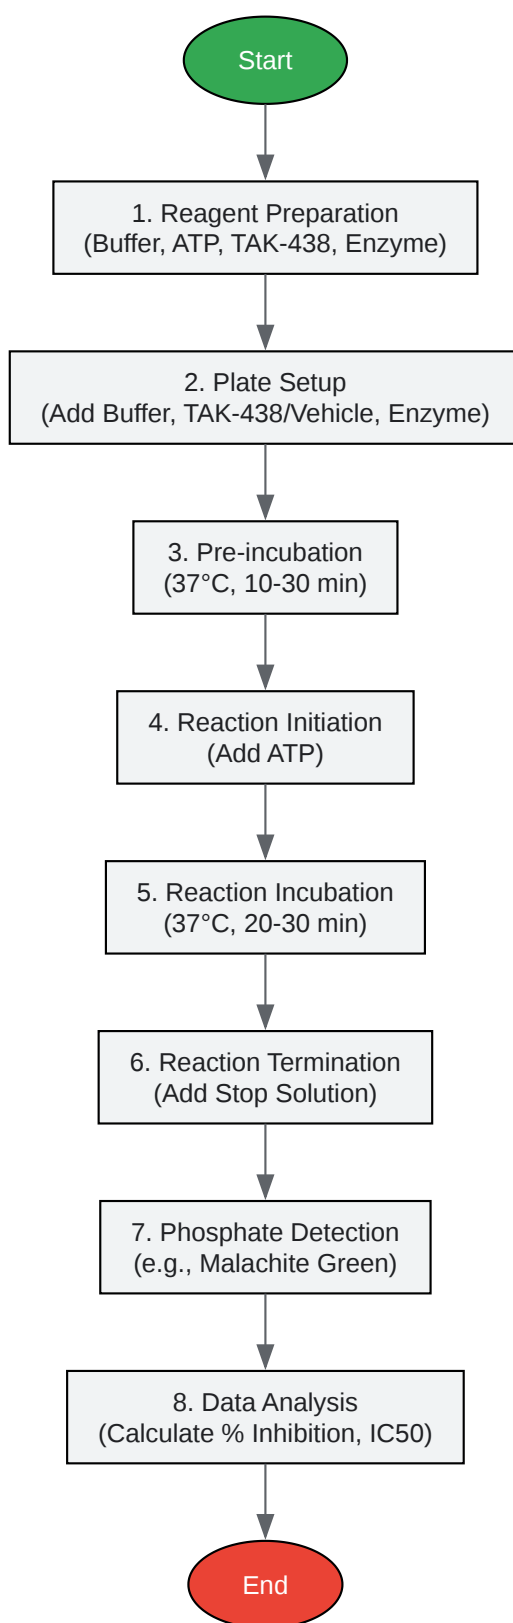 Start
1. Reagent Preparation
(Buffer, ATP, TAK-438, Enzyme)
2. Plate Setup
(Add Buffer, TAK-438/Vehicle, Enzyme)
3. Pre-incubation
(37°C, 10-30 min)
4. Reaction Initiation
(Add ATP)
5. Reaction Incubation
(37°C, 20-30 min)
6. Reaction Termination
(Add Stop Solution)
7. Phosphate Detection
(e.g., Malachite Green)
8. Data Analysis
(Calculate % Inhibition, IC50)
End